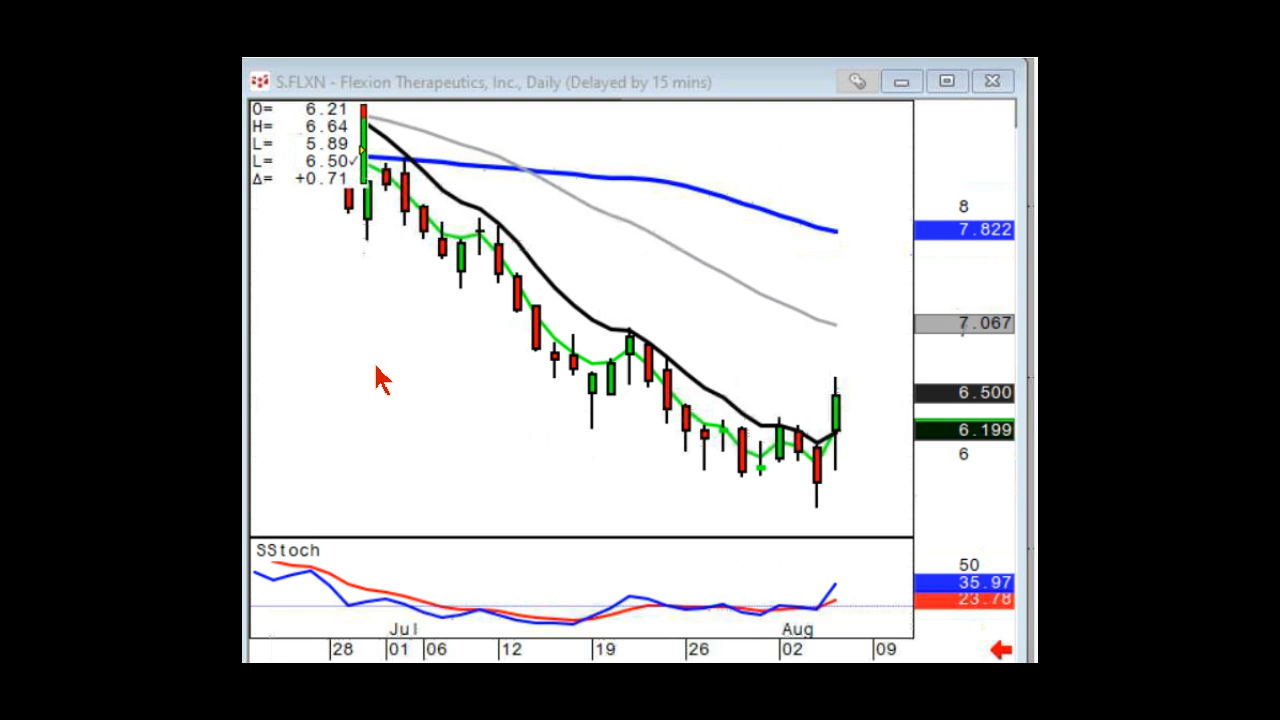 S.FLXN - Flexion Therapeutics, Inc., Daily (Delayed by 15 mins)
O= 6.21
H= 6.64
L= 5.89
L= 6.50✓
Δ= +0.71
8
7.822
7.067
6.500
6.199
6
SStoch
50
35.97
23.78
Jul Aug
28 01 06 12 19 26 02 09